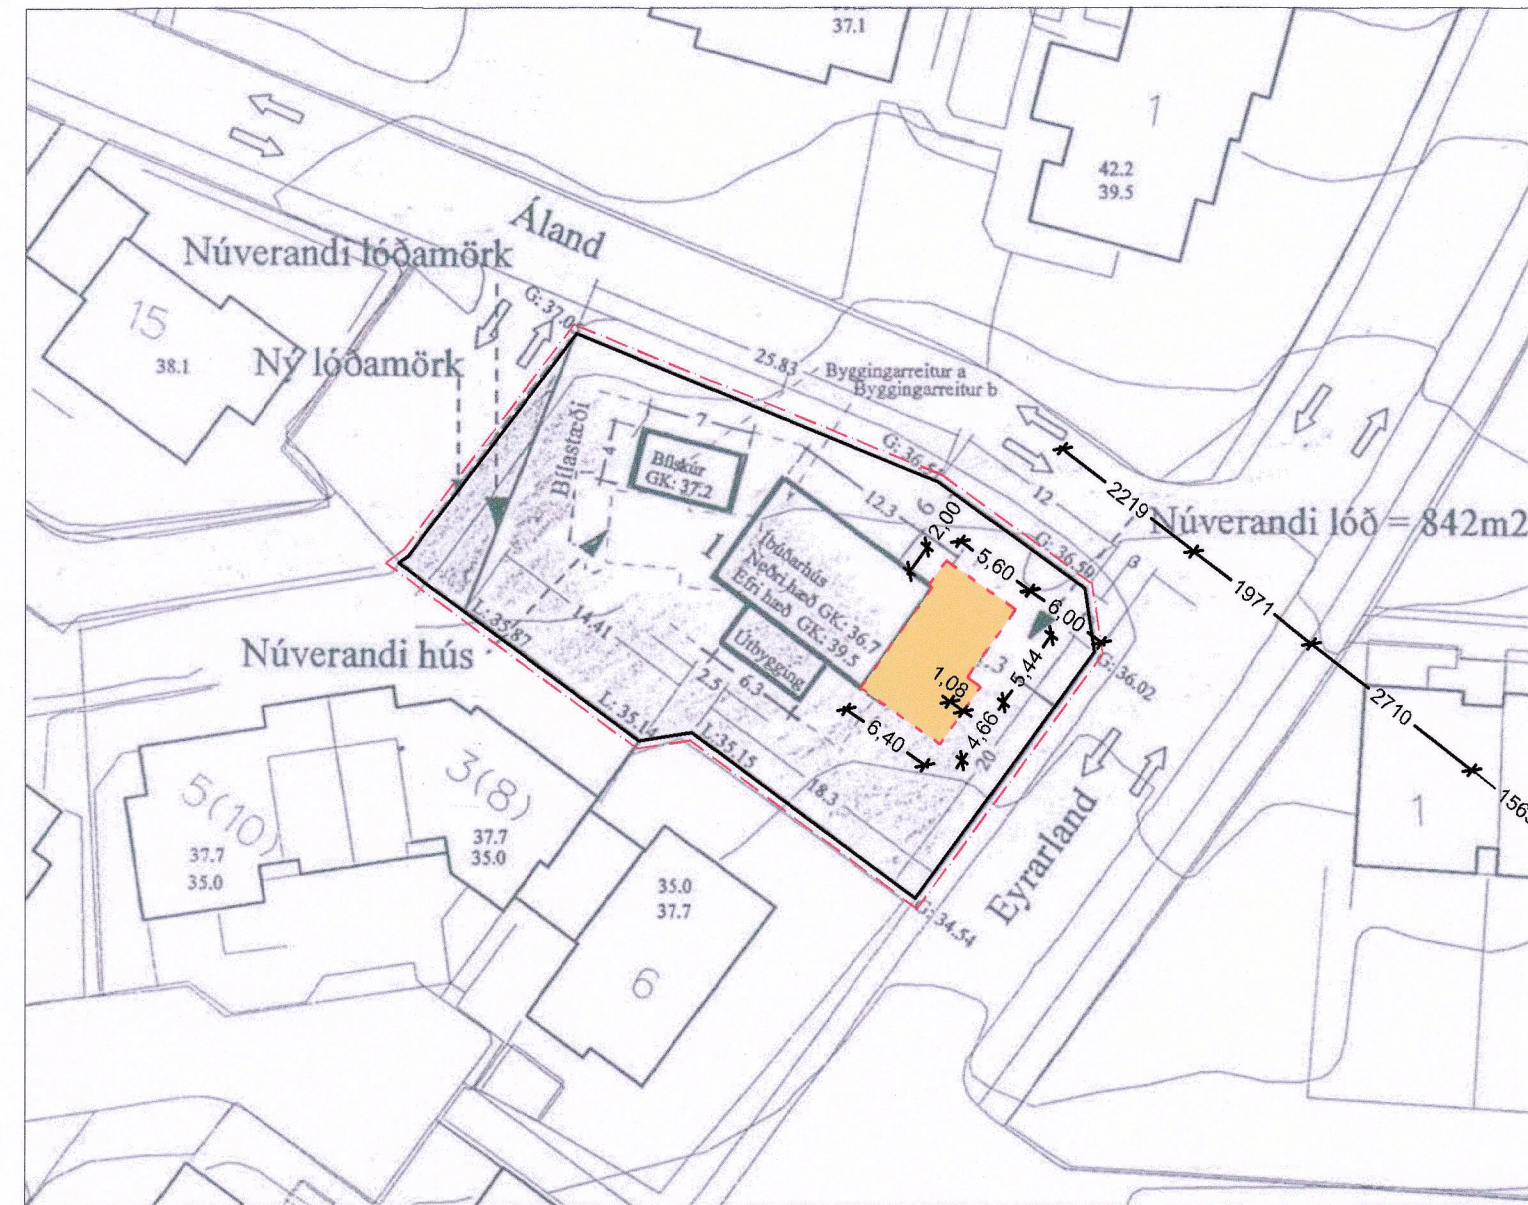 37.1
1
42.2
39.5
Áland
Núverandi lóðamörk
15
38.1
Ný lóðamörk
G: 37.0
25.83
Byggingarreitur a
Byggingarreitur b
Bílastæði
7
4
Bílskúr
GK: 37.2
G: 36.5
12
12.3
6
2,00
5,60
G: 36.59
3
6,00
2219
Núverandi lóð = 842m2
1971
2710
1
1
Íbúðarhús
Neðri hæð GK: 36.7
Efri hæð GK: 39.5
Útbygging
14.41
L: 35.87
Núverandi hús
2.5
6.3
1,08
5,44
.3
G: 36.02
6,40
4,66
20
L: 35.14
L:35.15
18.3
G: 34.54
Eyrarland
5(10)
37.7
35.0
3(8)
37.7
35.0
35.0
37.7
6